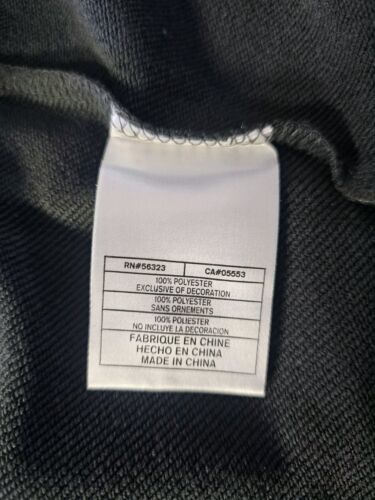 RN#56323 CA#05553
100% POLYESTER
EXCLUSIVE OF DECORATION
100% POLYESTER
SANS ORNEMENTS
100% POLIESTER
NO INCLUYE LA DECORACION
FABRIQUE EN CHINE
HECHO EN CHINA
MADE IN CHINA